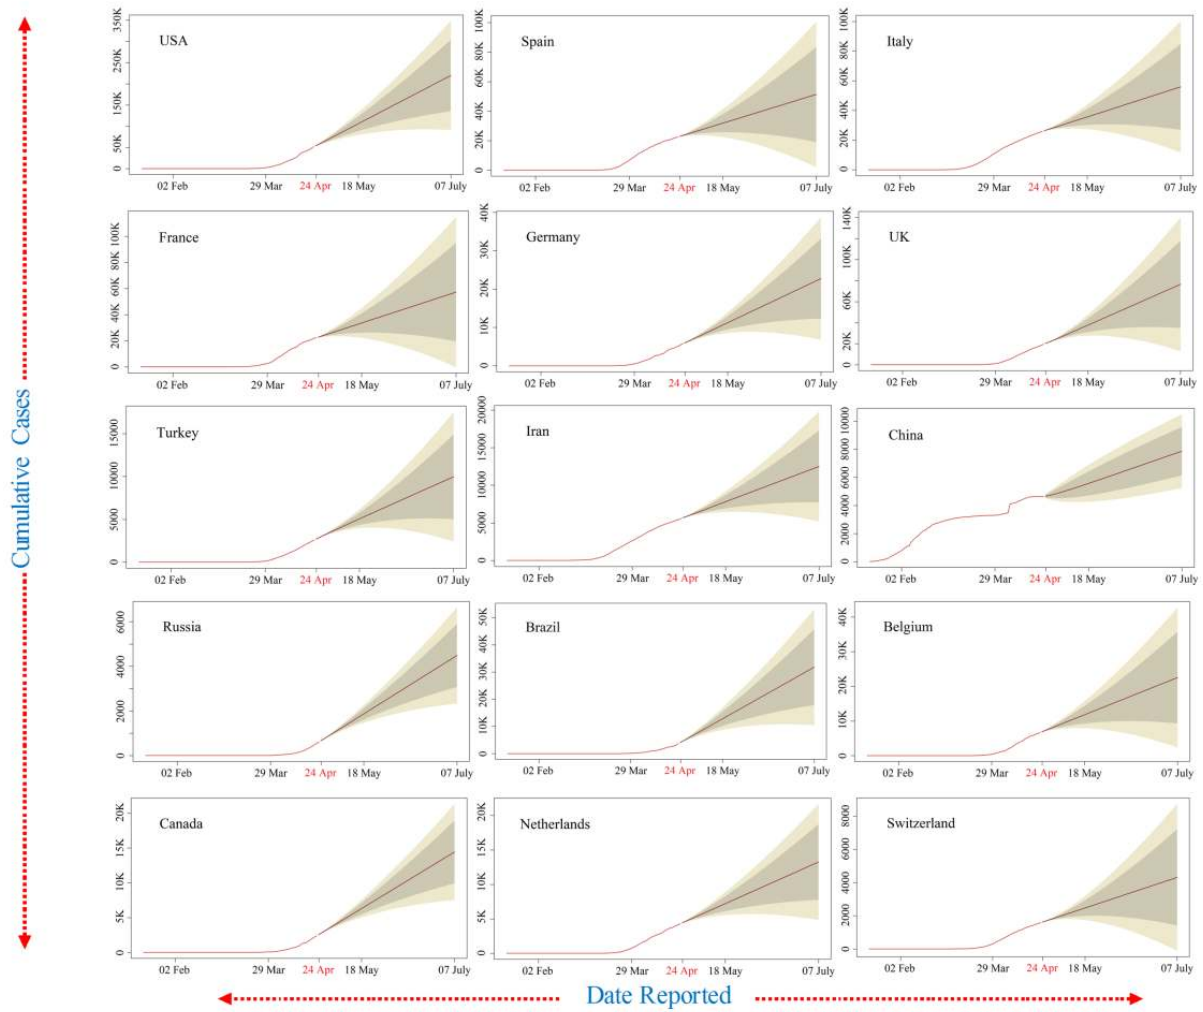 Cumulative Cases
USA
350K
250K
150K
50K
0
02 Feb 29 Mar 24 Apr 18 May 07 July
Spain
100K
80K
60K
40K
20K
0
02 Feb 29 Mar 24 Apr 18 May 07 July
Italy
100K
80K
60K
40K
20K
0
02 Feb 29 Mar 24 Apr 18 May 07 July
France
100K
80K
60K
40K
20K
0
02 Feb 29 Mar 24 Apr 18 May 07 July
Germany
40K
30K
20K
10K
0
02 Feb 29 Mar 24 Apr 18 May 07 July
UK
140K
100K
60K
20K
0
02 Feb 29 Mar 24 Apr 18 May 07 July
Turkey
15000
10000
5000
0
02 Feb 29 Mar 24 Apr 18 May 07 July
Iran
20000
15000
10000
5000
0
02 Feb 29 Mar 24 Apr 18 May 07 July
China
10000
8000
6000
4000
2000
0
02 Feb 29 Mar 24 Apr 18 May 07 July
Russia
6000
4000
2000
0
02 Feb 29 Mar 24 Apr 18 May 07 July
Brazil
50K
40K
30K
20K
10K
0
02 Feb 29 Mar 24 Apr 18 May 07 July
Belgium
40K
30K
20K
10K
0
02 Feb 29 Mar 24 Apr 18 May 07 July
Canada
20K
15K
10K
5K
0
02 Feb 29 Mar 24 Apr 18 May 07 July
Netherlands
20K
15K
10K
5K
0
02 Feb 29 Mar 24 Apr 18 May 07 July
Switzerland
8000
6000
4000
2000
0
02 Feb 29 Mar 24 Apr 18 May 07 July
Date Reported